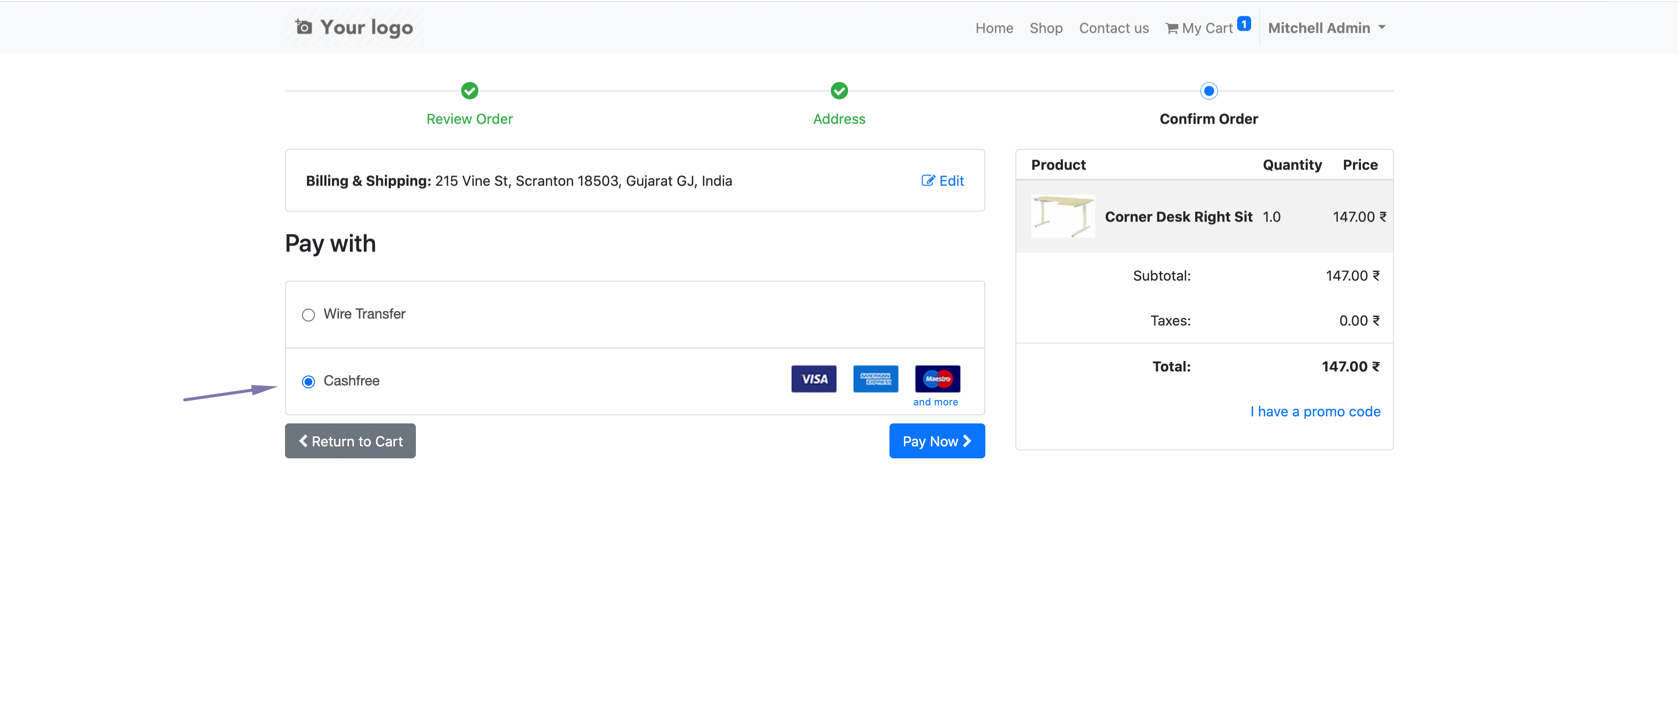 Your logo
Home Shop Contact us My Cart 1 Mitchell Admin
Review Order Address Confirm Order
Billing & Shipping: 215 Vine St, Scranton 18503, Gujarat GJ, India Edit
Pay with
Wire Transfer
Cashfree VISA AMERICAN EXPRESS Maestro
and more
Return to Cart Pay Now
Product Quantity Price
Corner Desk Right Sit 1.0 147.00 ₹
Subtotal: 147.00 ₹
Taxes: 0.00 ₹
Total: 147.00 ₹
I have a promo code